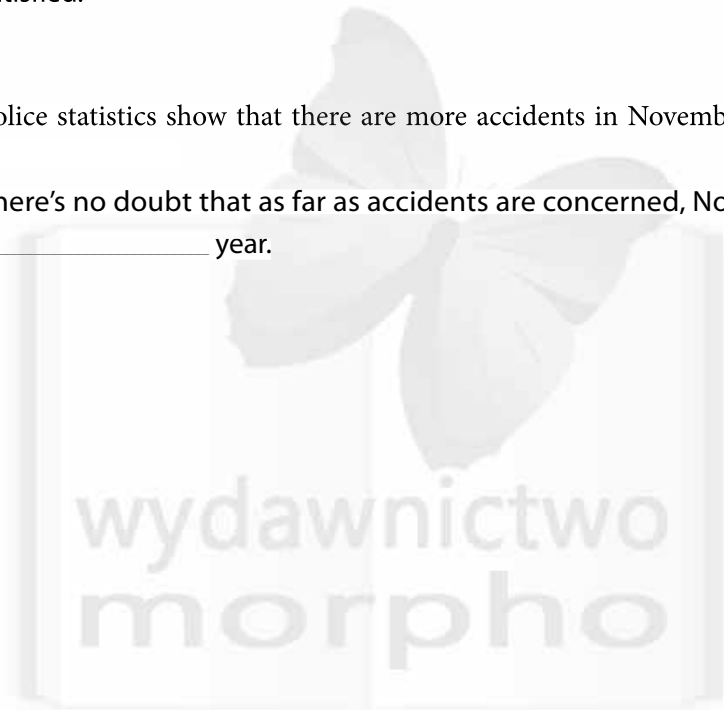 olice statistics show that there are more accidents in Novemb
here's no doubt that as far as accidents are concerned, No
year.
wydawnictwo
morpho